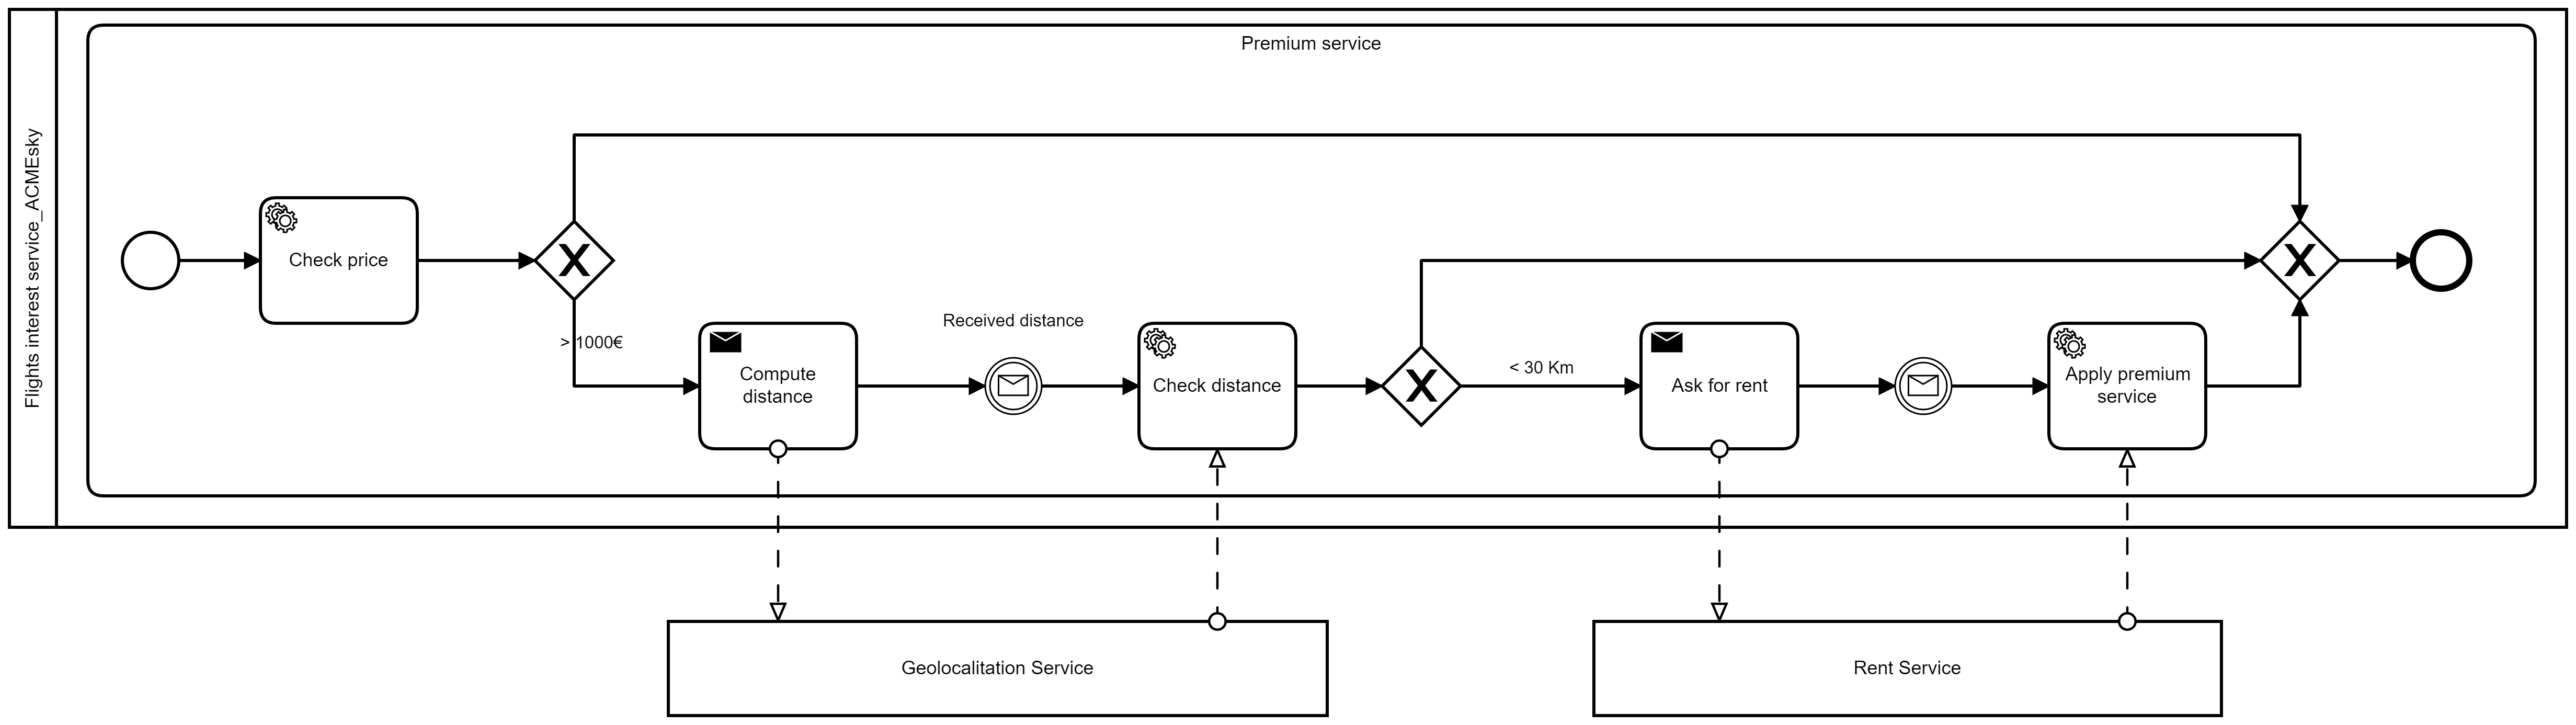 Premium service
Flights interest service_ACMEsky
Check price
> 1000€
Compute
distance
Received distance
Check distance
< 30 Km
Ask for rent
Apply premium
service
Geolocalitation Service
Rent Service